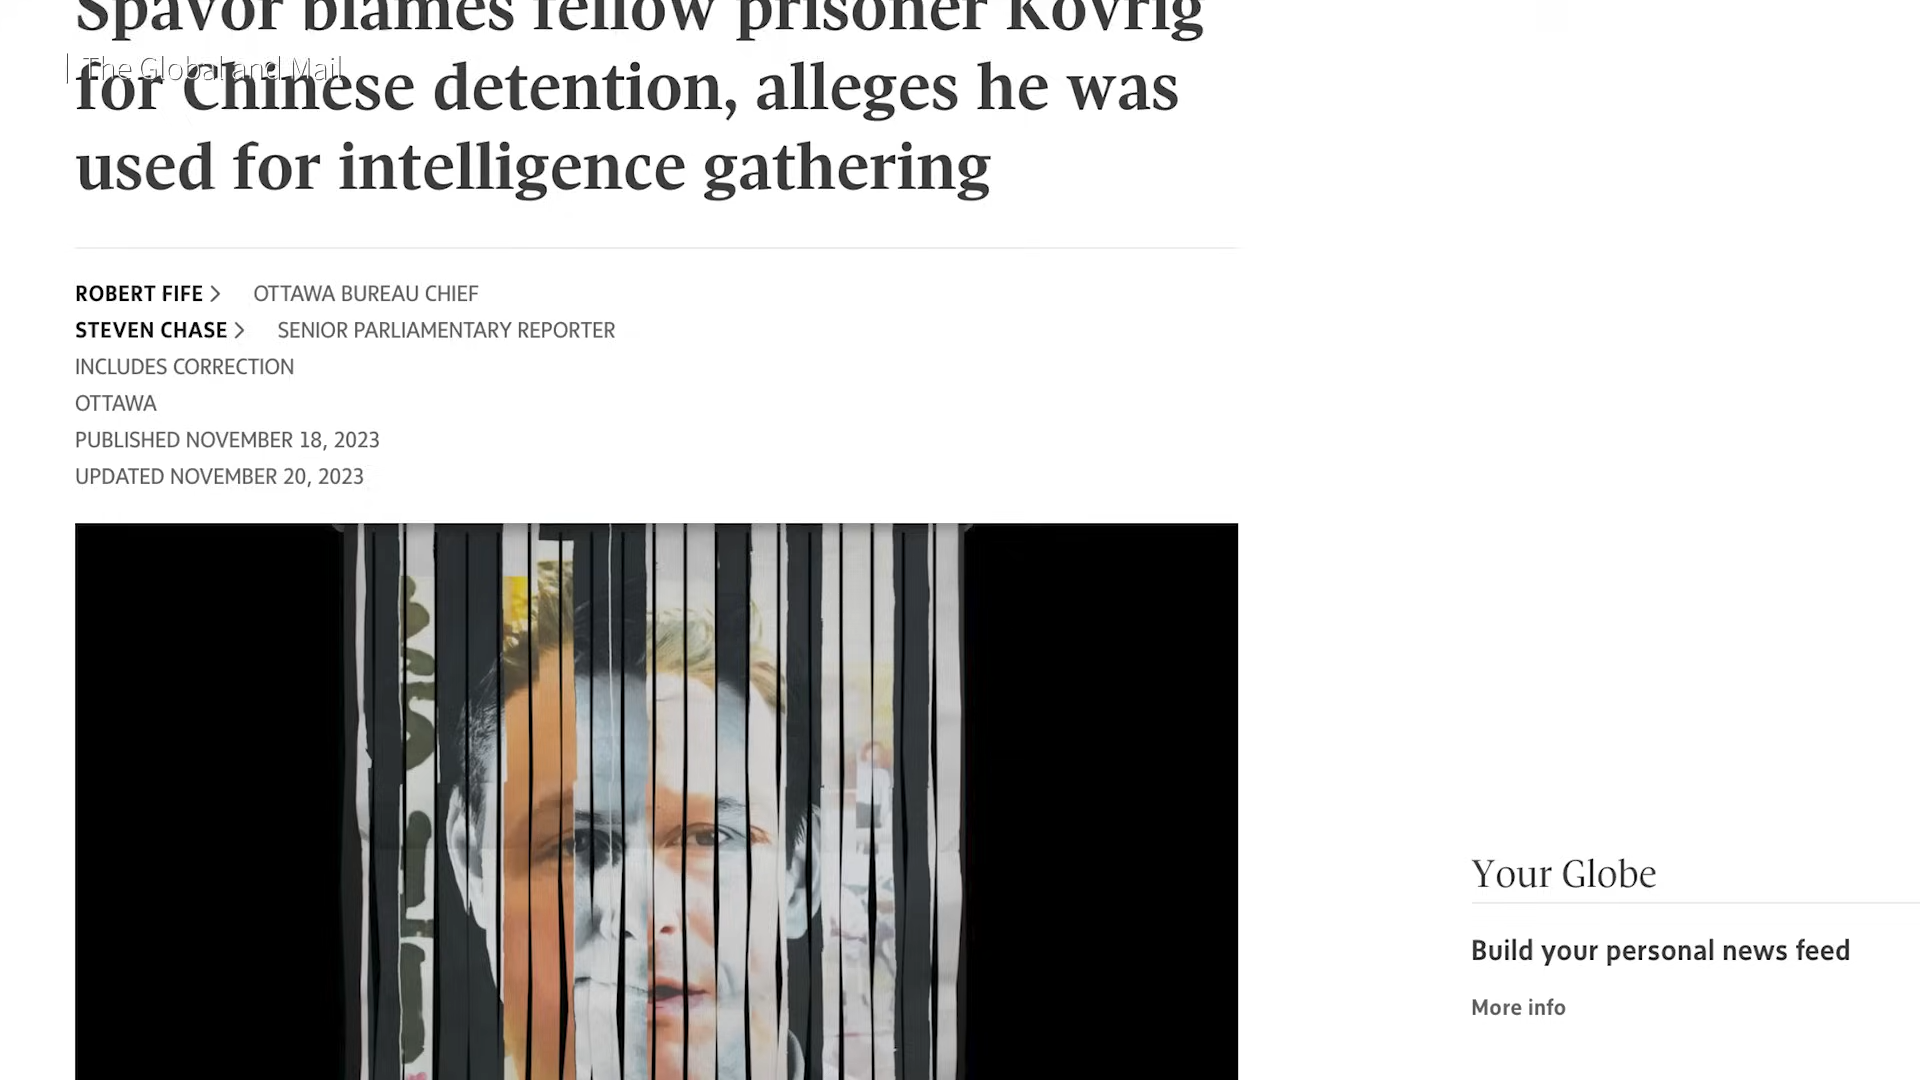 Spavor blames fellow prisoner Kovrig
| The Global and Mail
for Chinese detention, alleges he was
used for intelligence gathering
ROBERT FIFE > OTTAWA BUREAU CHIEF
STEVEN CHASE > SENIOR PARLIAMENTARY REPORTER
INCLUDES CORRECTION
OTTAWA
PUBLISHED NOVEMBER 18, 2023
UPDATED NOVEMBER 20, 2023
Your Globe
Build your personal news feed
More info